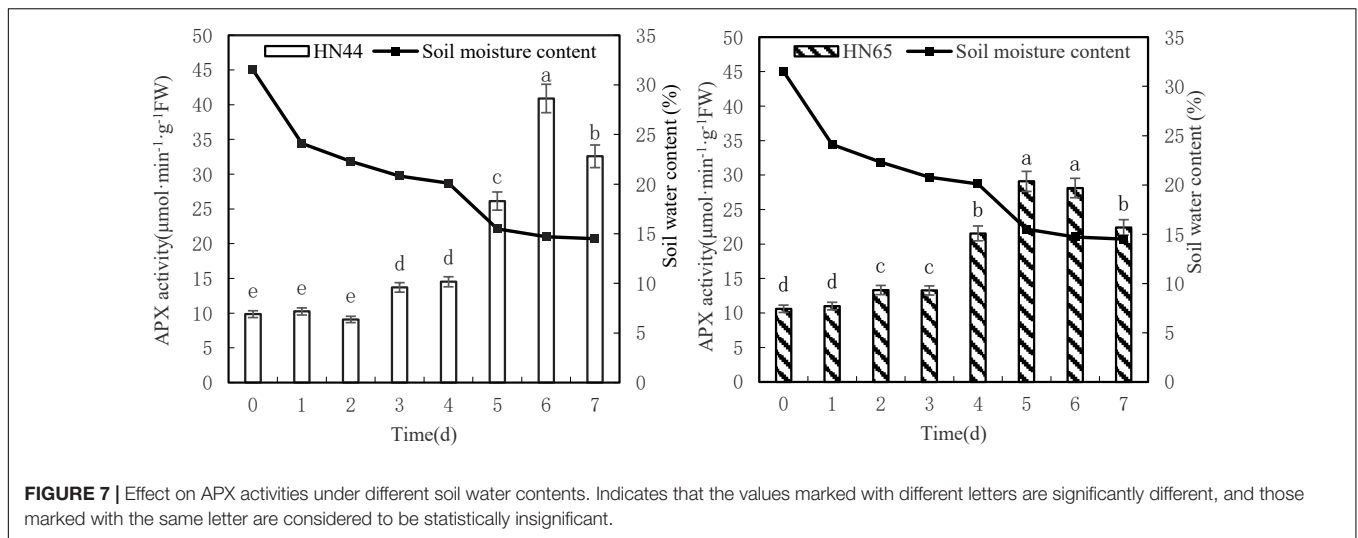 HN44 Soil moisture content
APX activity(μmol·min⁻¹·g⁻¹FW)
50
45
40
35
30
25
20
15
10
5
0
e e e d d c a b
35
30
25
20
15
10
5
0
Soil water content (%)
0 1 2 3 4 5 6 7
Time(d)
HN65 Soil moisture content
APX activity(μmol·min⁻¹·g⁻¹FW)
50
45
40
35
30
25
20
15
10
5
0
d d c c b a a b
35
30
25
20
15
10
5
0
Soil water content (%)
0 1 2 3 4 5 6 7
Time(d)
FIGURE 7 | Effect on APX activities under different soil water contents. Indicates that the values marked with different letters are significantly different, and those
marked with the same letter are considered to be statistically insignificant.